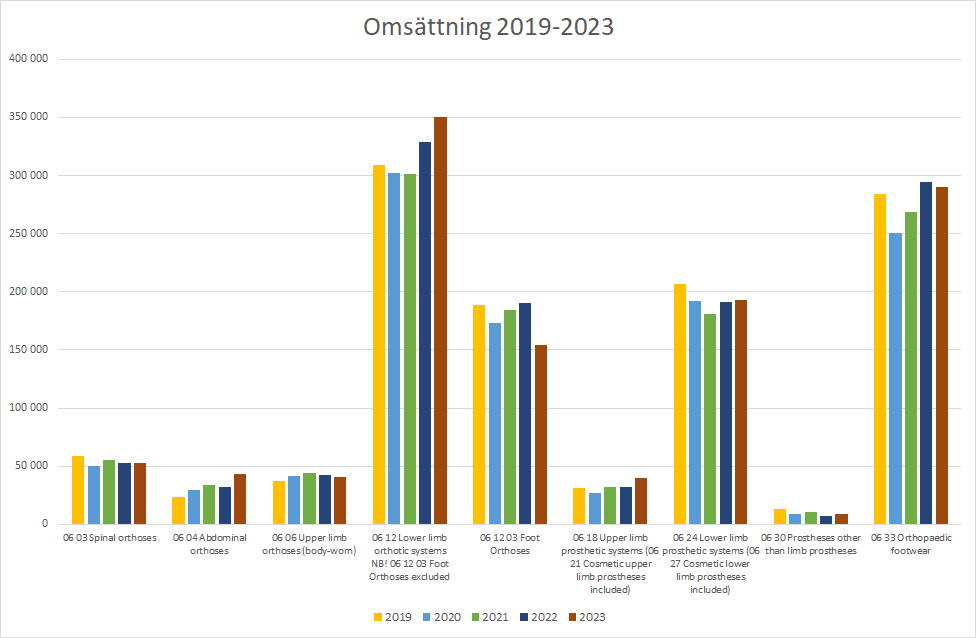 Omsättning 2019-2023
400 000
350 000
300 000
250 000
200 000
150 000
100 000
50 000
0
06 03 Spinal orthoses
06 04 Abdominal
orthoses
06 06 Upper limb
orthoses (body-worn)
06 12 Lower limb
orthotic systems
NB! 06 12 03 Foot
Orthoses excluded
06 12 03 Foot
Orthoses
06 18 Upper limb
prosthetic systems (06
21 Cosmetic upper
limb prostheses
included)
06 24 Lower limb
prosthetic systems (06
27 Cosmetic lower
limb prostheses
included)
06 30 Prostheses other
than limb prostheses
06 33 Orthopaedic
footwear
2019 2020 2021 2022 2023